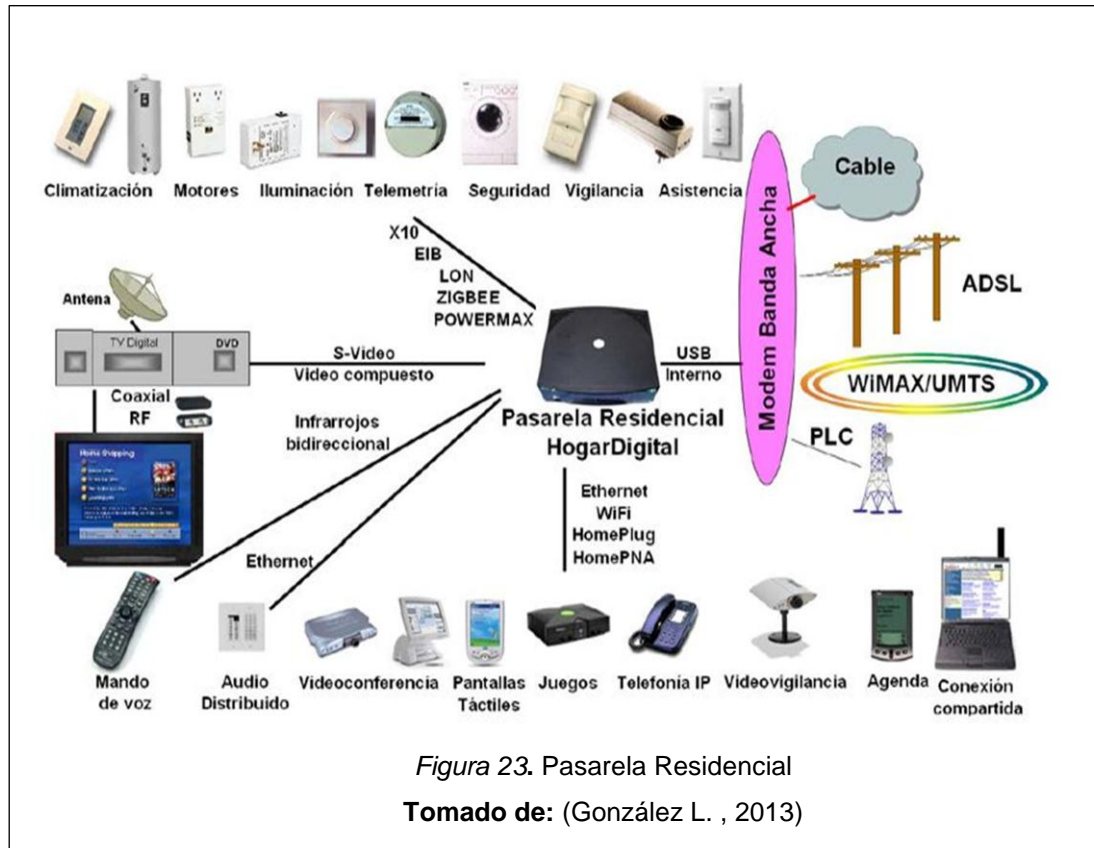 Climatización Motores Iluminación Telemetría Seguridad Vigilancia Asistencia
Modem Banda Ancha
Cable
ADSL
WiMAX/UMTS
PLC
X10
EIB
LON
ZIGBEE
POWERMAX
Antena
TV Digital
DVD
S-Video
Video compuesto
USB
Interno
Coaxial
RF
Infrarrojos
bidireccional
Pasarela Residencial
HogarDigital
Home Shopping
Ethernet
WiFi
HomePlug
HomePNA
Ethernet
Mando
de voz
Audio
Distribuido
Videoconferencia
Pantallas
Táctiles
Juegos
Telefonía IP
Videovigilancia
Agenda
Conexión
compartida
Figura 23. Pasarela Residencial
Tomado de: (González L. , 2013)